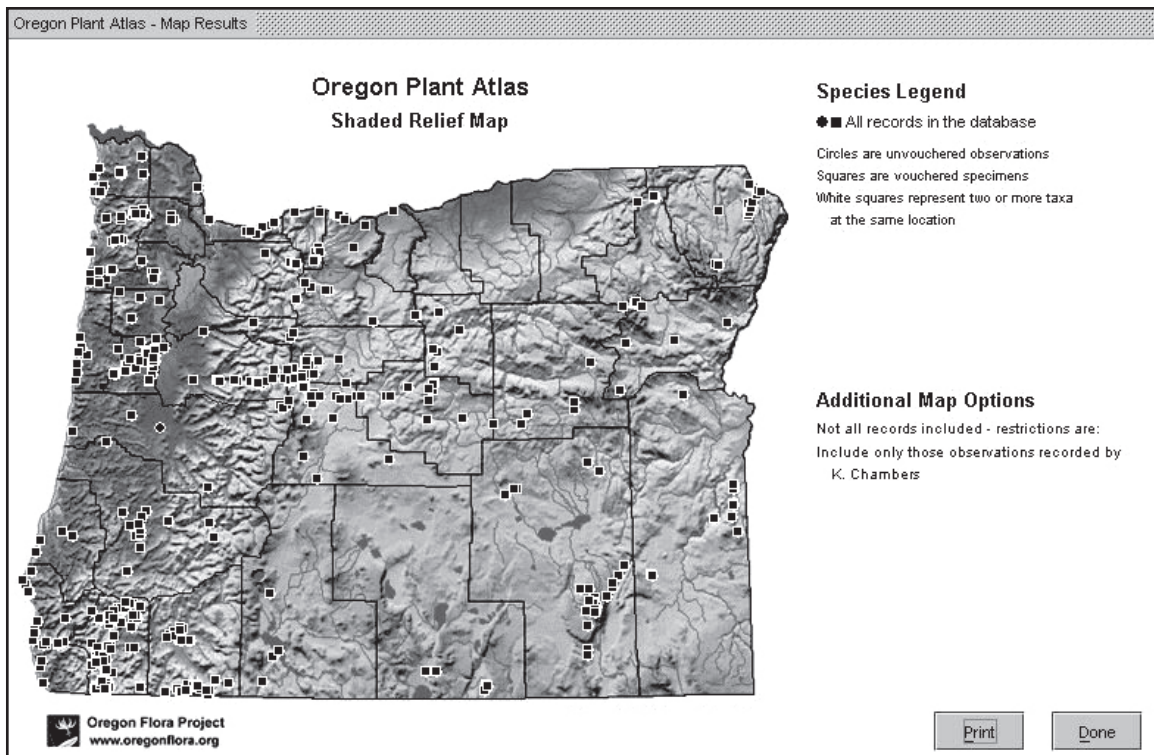 Oregon Plant Atlas - Map Results
Oregon Plant Atlas
Shaded Relief Map
Species Legend
All records in the database
Circles are unvouchered observations
Squares are vouchered specimens
White squares represent two or more taxa
at the same location
Additional Map Options
Not all records included - restrictions are:
Include only those observations recorded by
K. Chambers
Oregon Flora Project
www.oregonflora.org
Print
Done